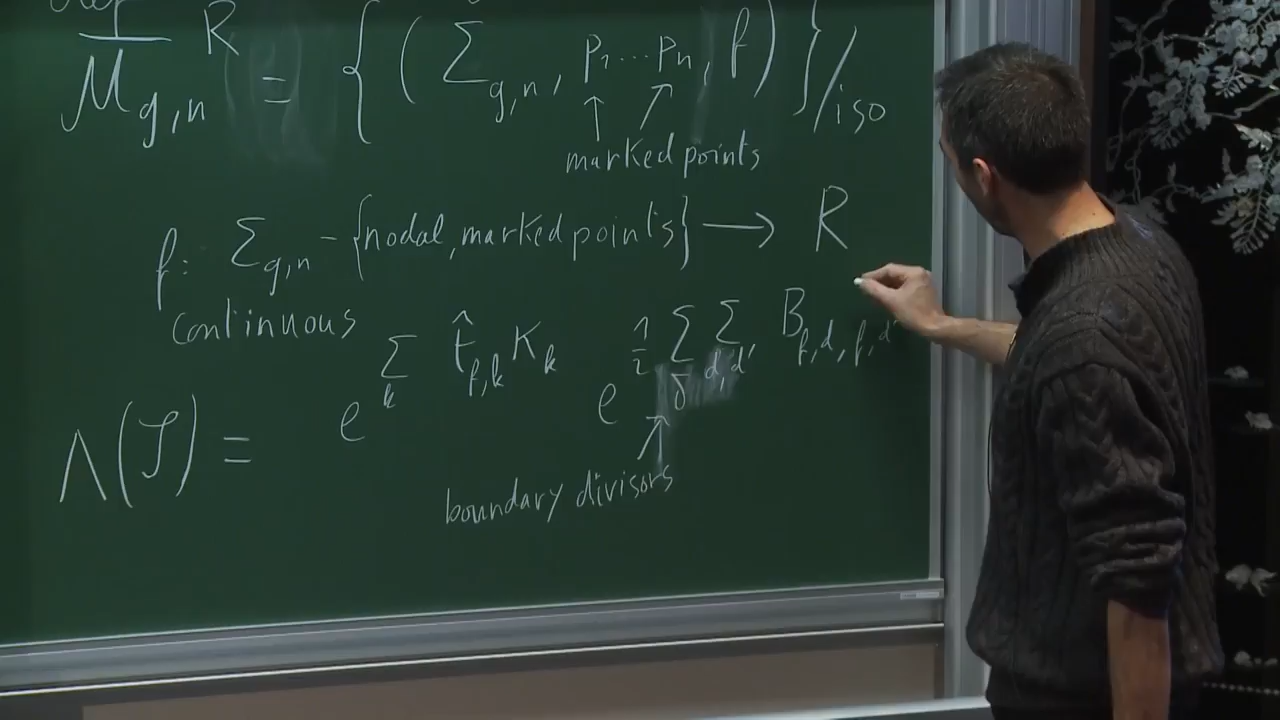 M_{g,n}^R = { ( Σ_{g,n}, p_1...p_n, f ) } / iso
marked points
f: Σ_{g,n} - {nodal, marked points} → R
continuous
Λ(𝒮) = e^{Σ_k t̂_{f,k} K_k} e^{½ Σ_δ Σ_{d,d'} B_{f,d,f,d'}}
boundary divisors